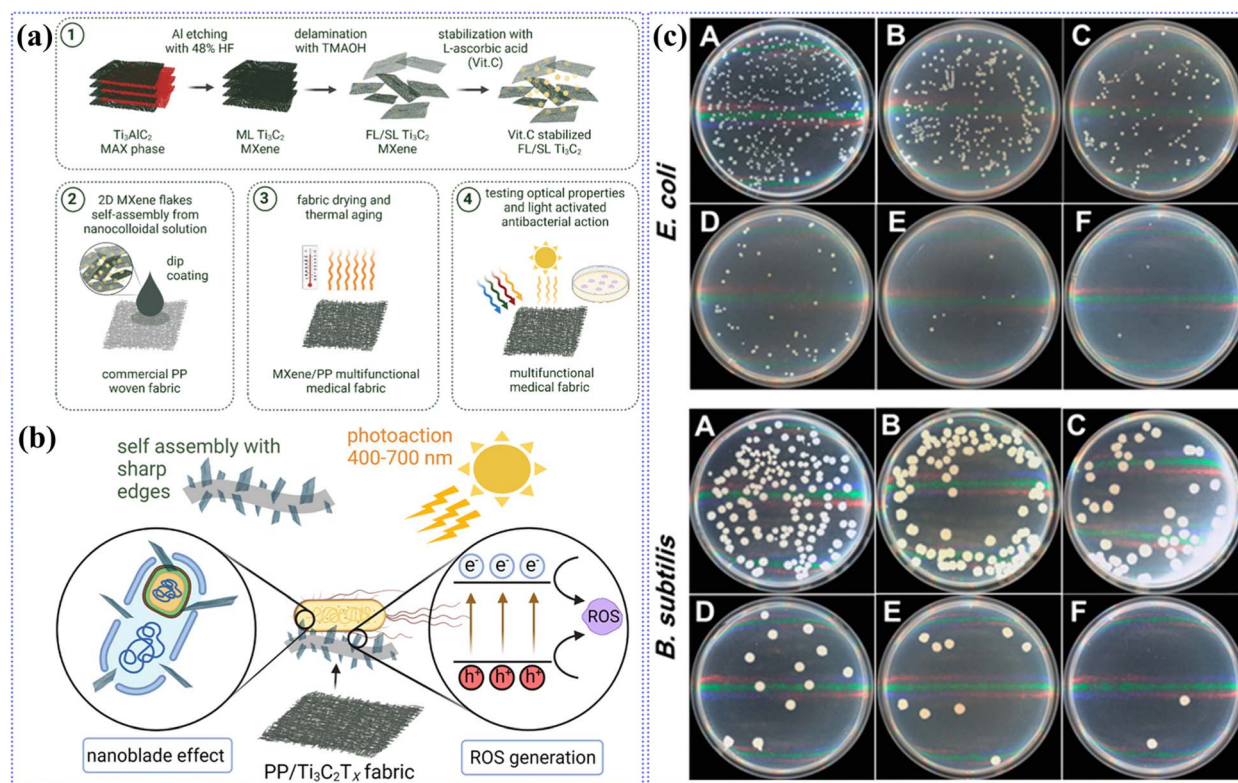 (a)
1
Al etching
with 48% HF
delamination
with TMAOH
stabilization with
L-ascorbic acid
(Vit.C)
Ti₃AlC₂
MAX phase
ML Ti₃C₂
MXene
FL/SL Ti₃C₂
MXene
Vit.C stabilized
FL/SL Ti₃C₂
2
2D MXene flakes
self-assembly from
nanocolloidal solution
dip
coating
commercial PP
woven fabric
3
fabric drying and
thermal aging
MXene/PP multifunctional
medical fabric
4
testing optical properties
and light activated
antibacterial action
multifunctional
medical fabric
(b)
self assembly with
sharp
edges
photoaction
400-700 nm
e⁻ e⁻ e⁻
ROS
h⁺ h⁺ h⁺
nanoblade effect
ROS generation
PP/Ti₃C₂Tₓ fabric
(c)
E. coli
A
B
C
D
E
F
B. subtilis
A
B
C
D
E
F